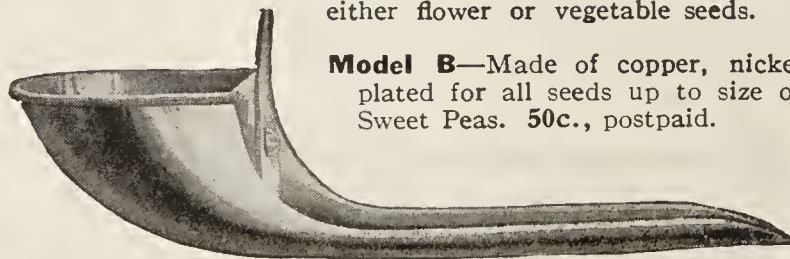 either flower or vegetable seeds.
Model B—Made of copper, nicke
plated for all seeds up to size o
Sweet Peas. 50c., postpaid.